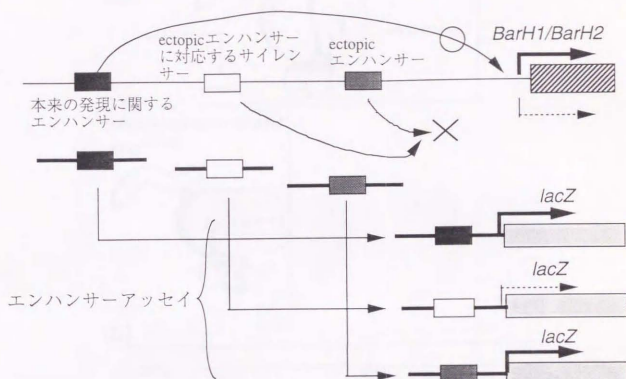 ectopicエンハンサー
に対応するサイレン
サー
ectopic
エンハンサー
BarH1/BarH2
本来の発現に関する
エンハンサー
lacZ
lacZ
エンハンサーアッセイ
lacZ